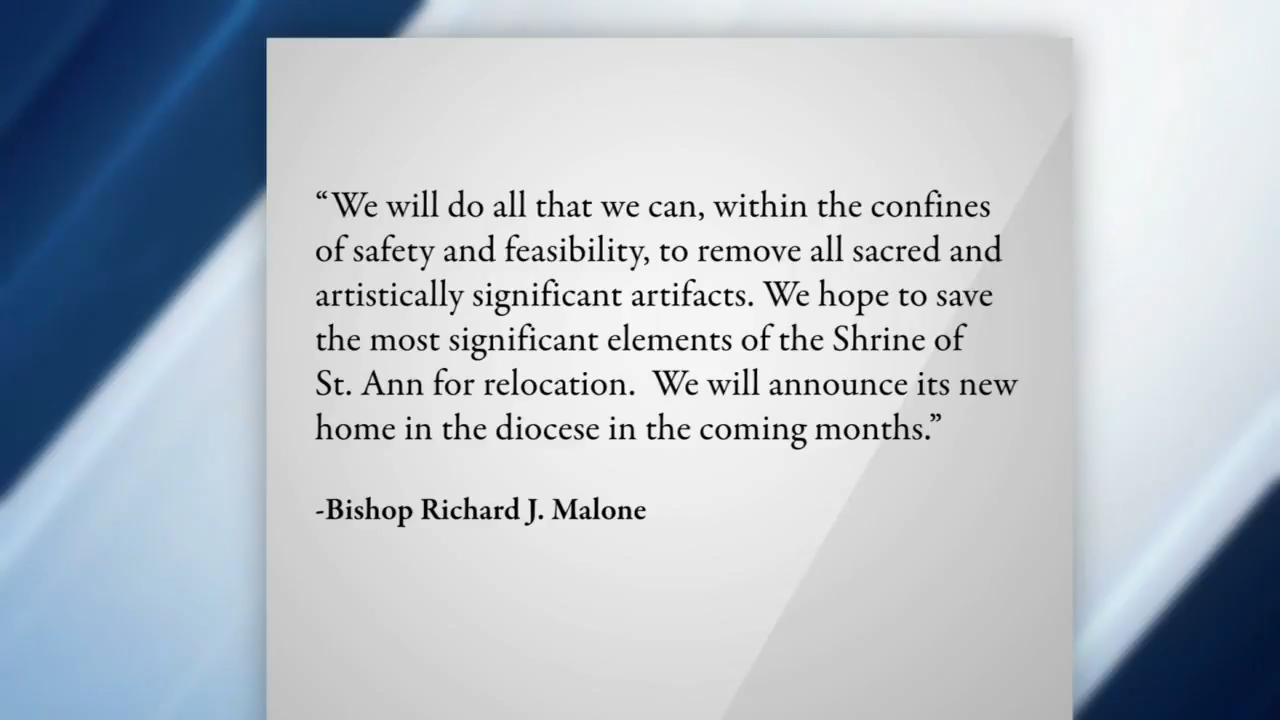 “We will do all that we can, within the confines
of safety and feasibility, to remove all sacred and
artistically significant artifacts. We hope to save
the most significant elements of the Shrine of
St. Ann for relocation.  We will announce its new
home in the diocese in the coming months.”
-Bishop Richard J. Malone